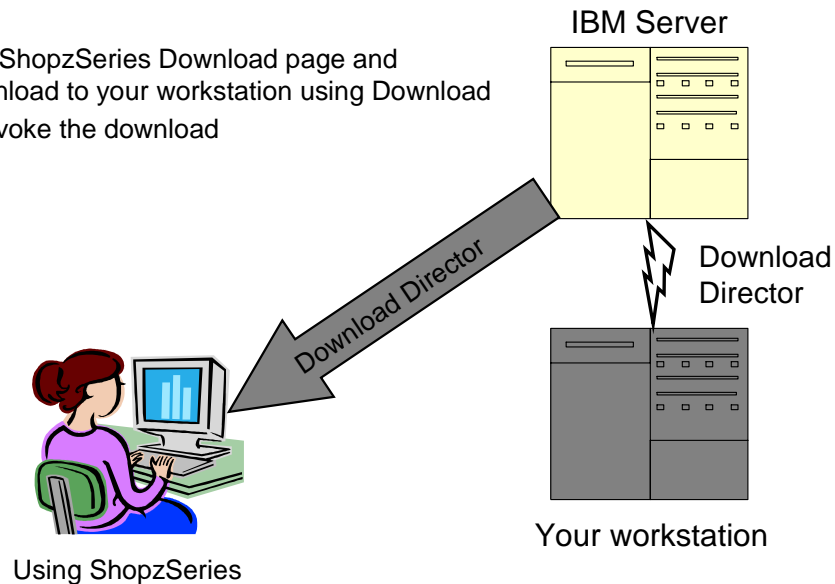 IBM Server
ShopzSeries Download page and
nload to your workstation using Download
voke the download
Download Director
Download
Director
Your workstation
Using ShopzSeries